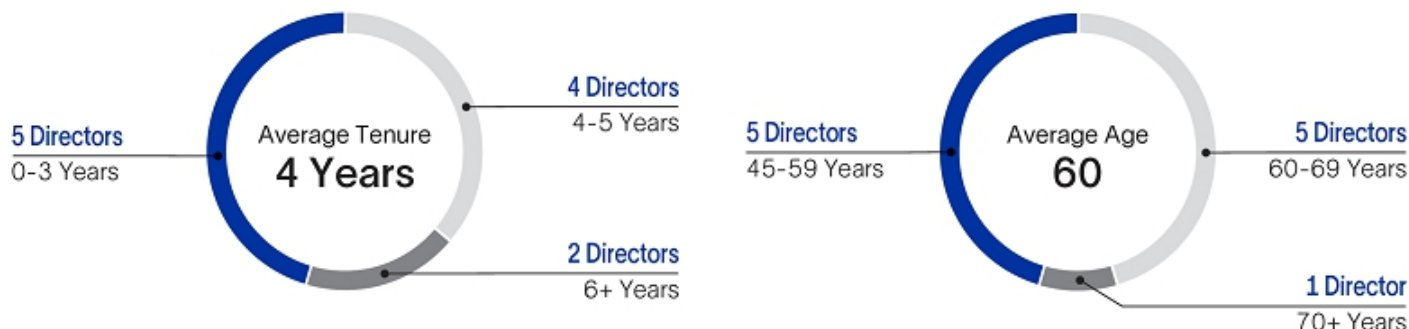 5 Directors
0-3 Years
Average Tenure
4 Years
4 Directors
4-5 Years
2 Directors
6+ Years
5 Directors
45-59 Years
Average Age
60
5 Directors
60-69 Years
1 Director
70+ Years